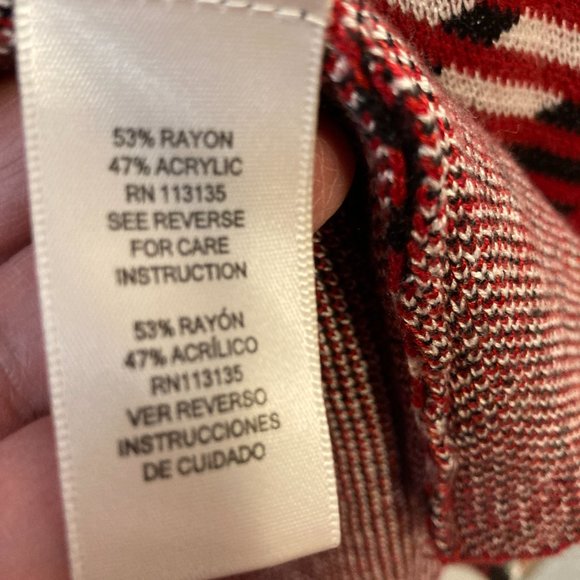 53% RAYON
47% ACRYLIC
RN 113135
SEE REVERSE
FOR CARE
INSTRUCTION
53% RAYÓN
47% ACRÍLICO
RN113135
VER REVERSO
INSTRUCCIONES
DE CUIDADO